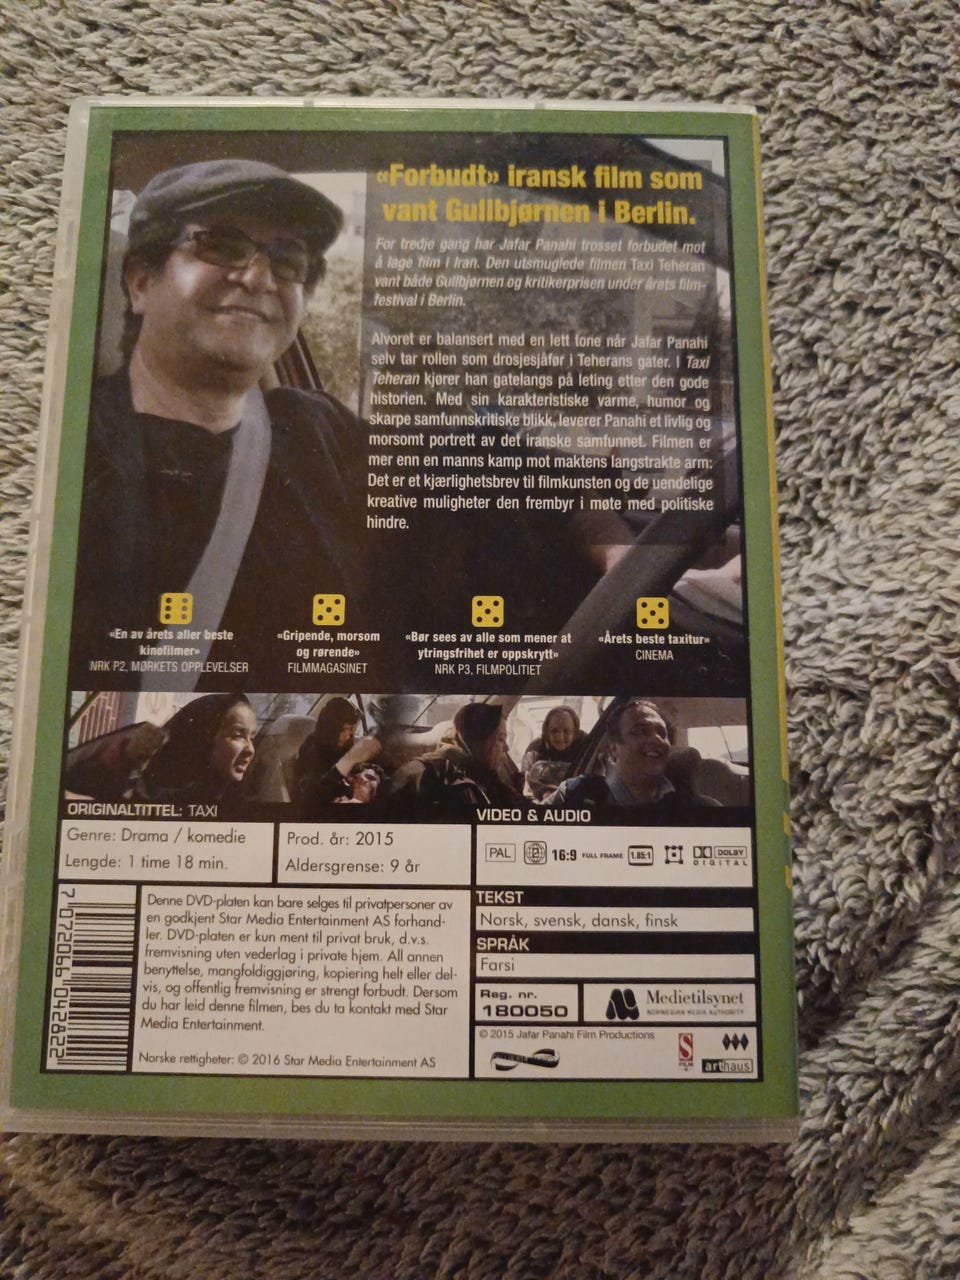 «Forbudt» iransk film som
vant Gullbjørnen i Berlin.
For tredje gang har Jafar Panahi trosset forbudet mot
å lage film i Iran. Den utsmuglede filmen Taxi Teheran
vant både Gullbjørnen og kritikerprisen under årets film-
festival i Berlin.
Alvoret er balansert med en lett tone når Jafar Panahi
selv tar rollen som drosjesjåfør i Teherans gater. I Taxi
Teheran kjører han gatelangs på leting etter den gode
historien. Med sin karakteristiske varme, humor og
skarpe samfunnskritiske blikk, leverer Panahi et livlig og
morsomt portrett av det iranske samfunnet. Filmen er
mer enn en manns kamp mot maktens langstrakte arm:
Det er et kjærlighetsbrev til filmkunsten og de uendelige
kreative muligheter den frembyr i møte med politiske
hindre.
«En av årets aller beste
kinofilmer»
NRK P2, MØRKETS OPPLEVELSER
«Gripende, morsom
og rørende»
FILMMAGASINET
«Bør sees av alle som mener at
ytringsfrihet er oppskrytt»
NRK P3, FILMPOLITIET
«Årets beste taxitur»
CINEMA
ORIGINALTITTEL: TAXI
Genre: Drama / komedie
Lengde: 1 time 18 min.
Prod. år: 2015
Aldersgrense: 9 år
VIDEO & AUDIO
PAL 16:9 FULL FRAME 1.85:1 DOLBY
DIGITAL
TEKST
Norsk, svensk, dansk, finsk
SPRÅK
Farsi
7 072066 042822
Denne DVD-platen kan bare selges til privatpersoner av
en godkjent Star Media Entertainment AS forhand-
ler. DVD-platen er kun ment til privat bruk, d.v.s.
fremvisning uten vederlag i private hjem. All annen
benyttelse, mangfoldiggjøring, kopiering helt eller del-
vis, og offentlig fremvisning er strengt forbudt. Dersom
du har leid denne filmen, bes du ta kontakt med Star
Media Entertainment.
Norske rettigheter: © 2016 Star Media Entertainment AS
Reg. nr.
180050
Medietilsynet
NORWEGIAN MEDIA AUTHORITY
© 2015 Jafar Panahi Film Productions
S
FILM
arthaus